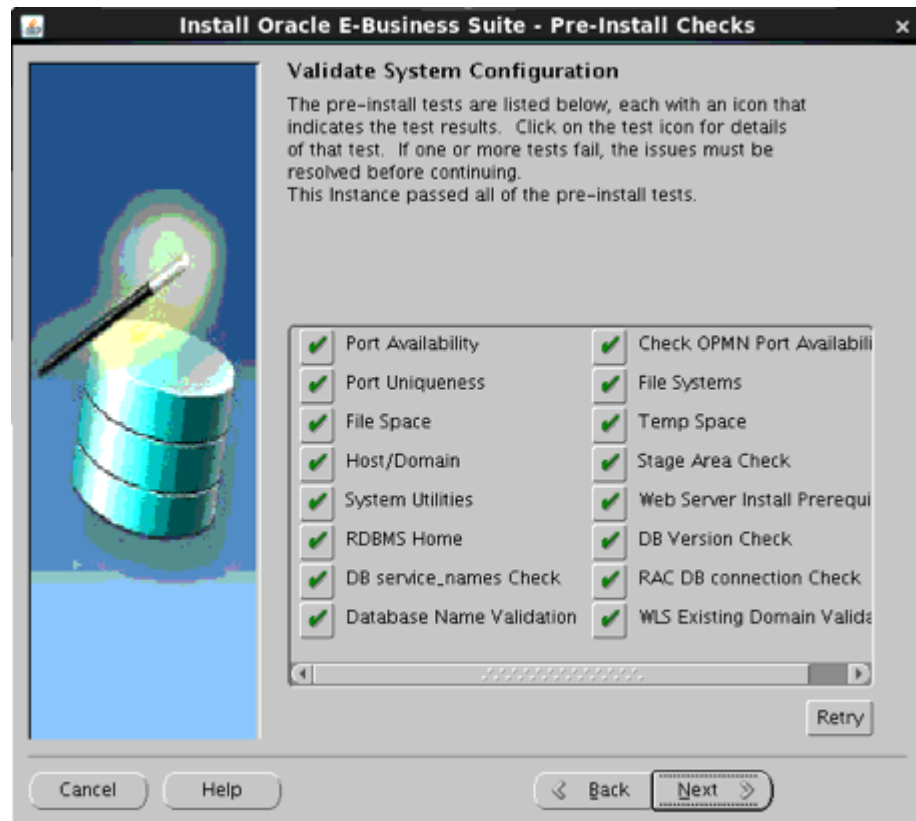 Install Oracle E-Business Suite - Pre-Install Checks
Validate System Configuration
The pre-install tests are listed below, each with an icon that
indicates the test results. Click on the test icon for details
of that test. If one or more tests fail, the issues must be
resolved before continuing.
This Instance passed all of the pre-install tests.
Port Availability
Check OPMN Port Availabili
Port Uniqueness
File Systems
File Space
Temp Space
Host/Domain
Stage Area Check
System Utilities
Web Server Install Prerequi
RDBMS Home
DB Version Check
DB service_names Check
RAC DB connection Check
Database Name Validation
WLS Existing Domain Valida
Retry
Cancel
Help
Back
Next